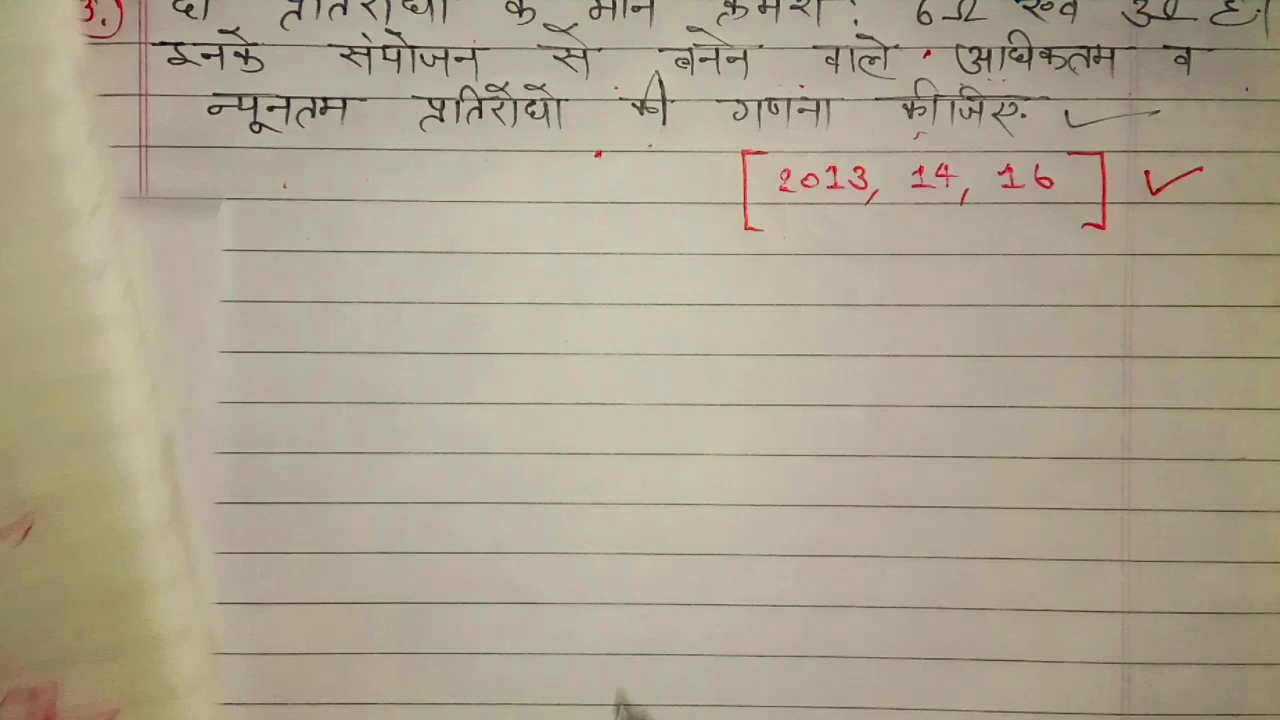 3.) दो प्रतिरोधों के मान क्रमशः 6Ω एवं 3Ω है।
इनके संयोजन से बनने वाले अधिकतम व
न्यूनतम प्रतिरोधों की गणना कीजिए.
[2013, 14, 16]